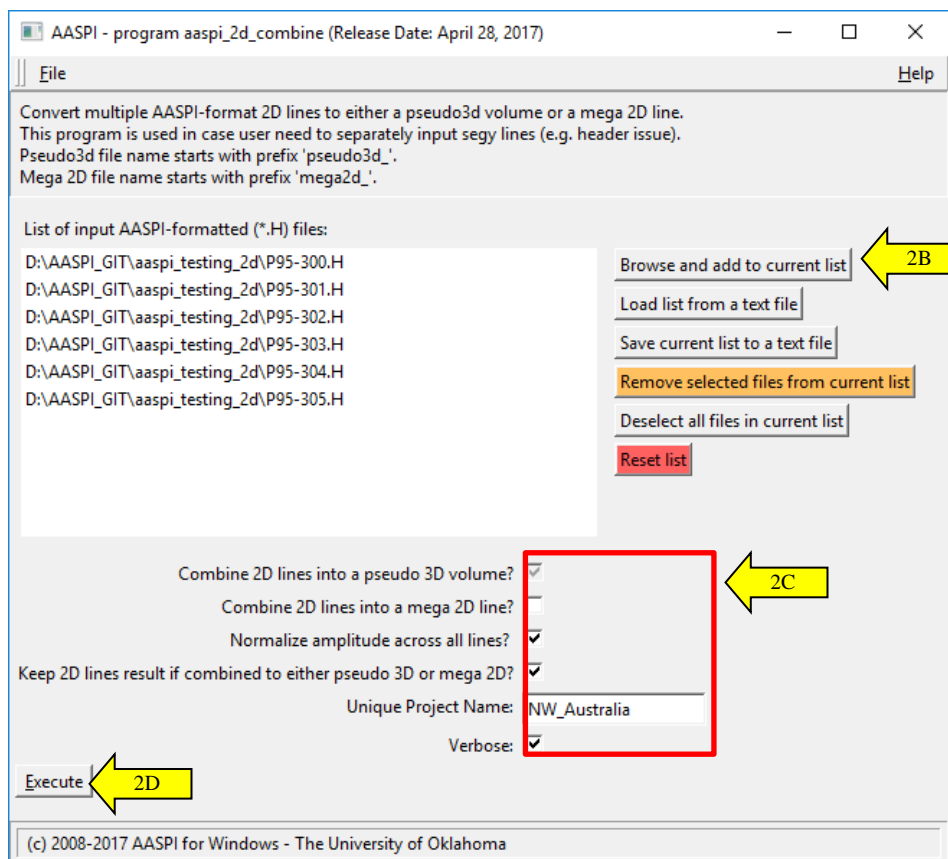 AASPI - program aaspi_2d_combine (Release Date: April 28, 2017)
File Help
Convert multiple AASPI-format 2D lines to either a pseudo3d volume or a mega 2D line.
This program is used in case user need to separately input segy lines (e.g. header issue).
Pseudo3d file name starts with prefix 'pseudo3d_'.
Mega 2D file name starts with prefix 'mega2d_'.
List of input AASPI-formatted (*.H) files:
D:\AASPI_GIT\aaspi_testing_2d\P95-300.H
D:\AASPI_GIT\aaspi_testing_2d\P95-301.H
D:\AASPI_GIT\aaspi_testing_2d\P95-302.H
D:\AASPI_GIT\aaspi_testing_2d\P95-303.H
D:\AASPI_GIT\aaspi_testing_2d\P95-304.H
D:\AASPI_GIT\aaspi_testing_2d\P95-305.H
Browse and add to current list
2B
Load list from a text file
Save current list to a text file
Remove selected files from current list
Deselect all files in current list
Reset list
Combine 2D lines into a pseudo 3D volume?
2C
Combine 2D lines into a mega 2D line?
Normalize amplitude across all lines?
Keep 2D lines result if combined to either pseudo 3D or mega 2D?
Unique Project Name: NW_Australia
Verbose:
Execute
2D
(c) 2008-2017 AASPI for Windows - The University of Oklahoma